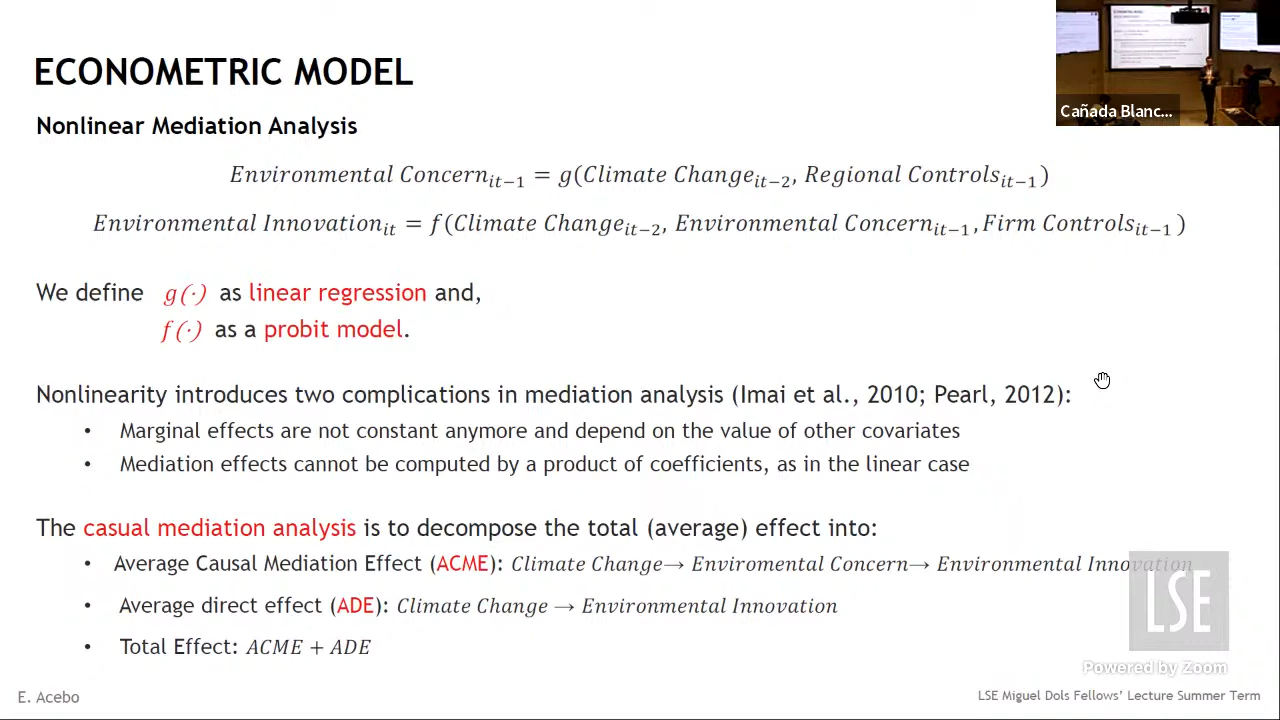 ECONOMETRIC MODEL
Cañada Blanc...
Nonlinear Mediation Analysis
Environmental Concern_{it−1} = g(Climate Change_{it−2}, Regional Controls_{it−1})
Environmental Innovation_{it} = f(Climate Change_{it−2}, Environmental Concern_{it−1}, Firm Controls_{it−1})
We define g(·) as linear regression and,
f(·) as a probit model.
Nonlinearity introduces two complications in mediation analysis (Imai et al., 2010; Pearl, 2012):
• Marginal effects are not constant anymore and depend on the value of other covariates
• Mediation effects cannot be computed by a product of coefficients, as in the linear case
The casual mediation analysis is to decompose the total (average) effect into:
• Average Causal Mediation Effect (ACME): Climate Change→ Enviromental Concern→ Environmental Innovation
• Average direct effect (ADE): Climate Change → Environmental Innovation
• Total Effect: ACME + ADE
LSE
Powered by Zoom
E. Acebo
LSE Miguel Dols Fellows’ Lecture Summer Term